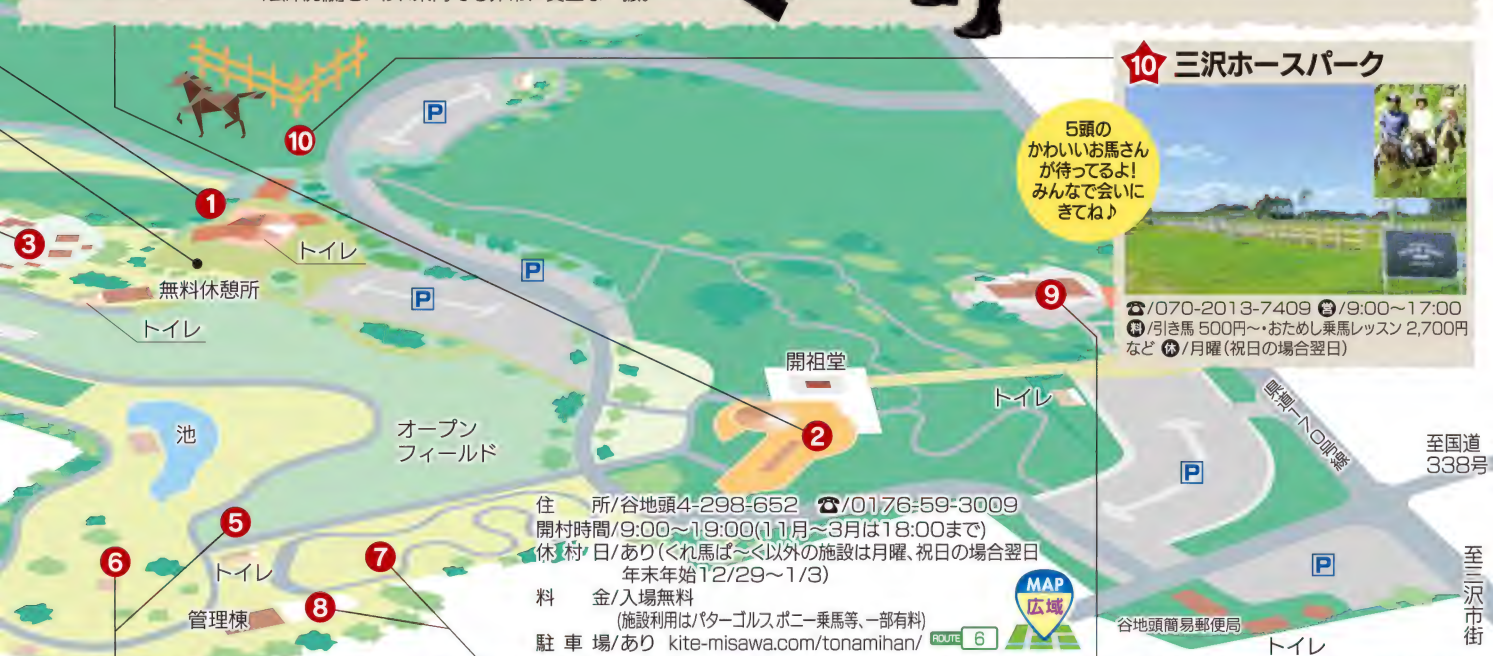 10 三沢ホースパーク
5頭の
かわいいお馬さん
が待ってるよ!
みんなで会いに
きてね♪
☎/070-2013-7409 営/9:00〜17:00
料/引き馬 500円〜・おためし乗馬レッスン 2,700円
など 休/月曜(祝日の場合翌日)
P
10
1
3
トイレ
無料休憩所
トイレ
P
P
9
開祖堂
2
トイレ
県道170号線
至国道
338号
P
池
オープン
フィールド
5
6
トイレ
7
管理棟
8
住 所/谷地頭4-298-652 ☎/0176-59-3009
開村時間/9:00〜19:00(11月〜3月は18:00まで)
休村日/あり(くれ馬ぱ〜く以外の施設は月曜、祝日の場合翌日
年末年始12/29〜1/3)
料 金/入場無料
(施設利用はパターゴルフ、ポニー乗馬等、一部有料)
駐車場/あり kite-misawa.com/tonamihan/ ROUTE 6
MAP
広域
P
至三沢市街
谷地頭簡易郵便局
トイレ